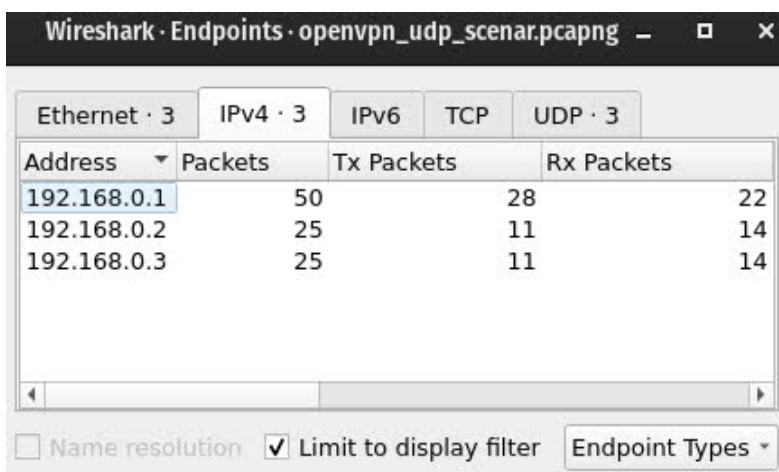 Wireshark · Endpoints · openvpn_udp_scenar.pcapng
Ethernet · 3 IPv4 · 3 IPv6 TCP UDP · 3
Address Packets Tx Packets Rx Packets
192.168.0.1 50 28 22
192.168.0.2 25 11 14
192.168.0.3 25 11 14
Name resolution Limit to display filter Endpoint Types